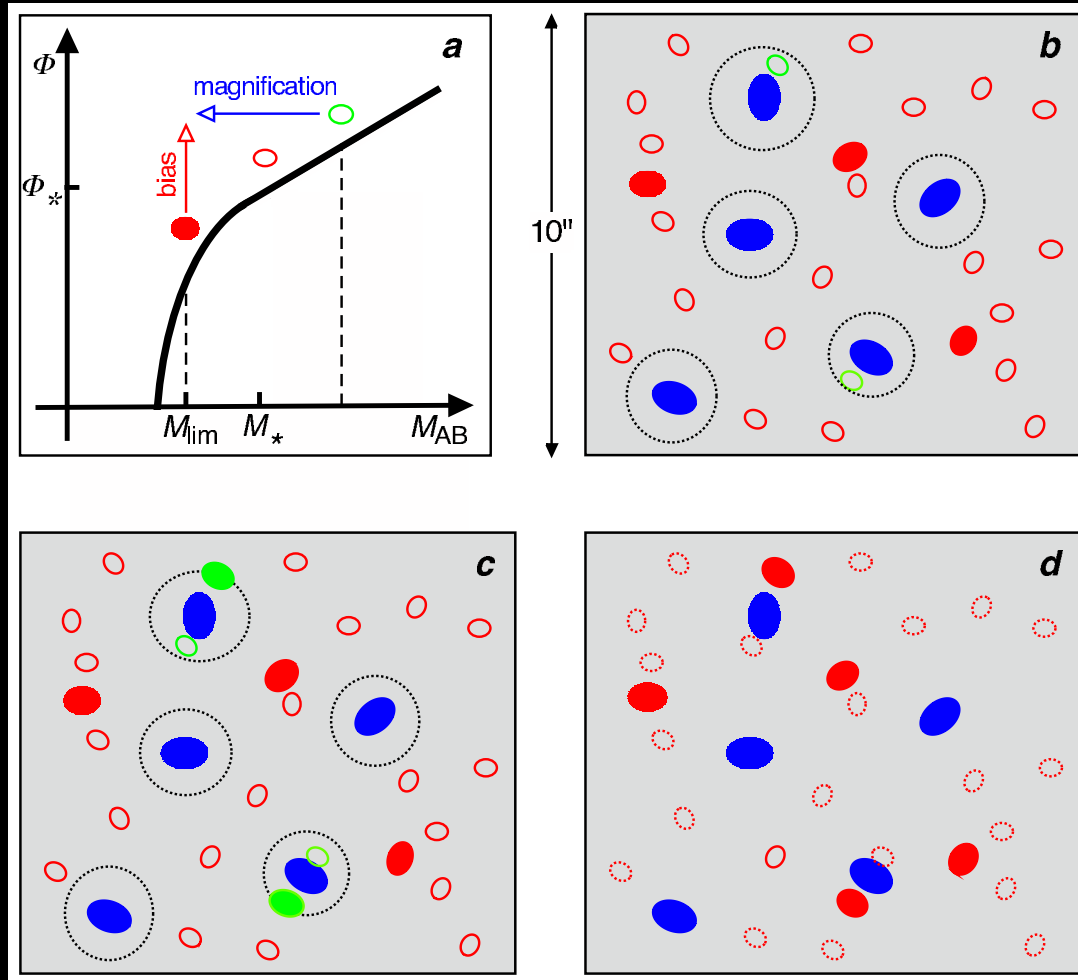 a
Φ
magnification
bias
Φ*
Mlim
M*
MAB
10"
b
c
d